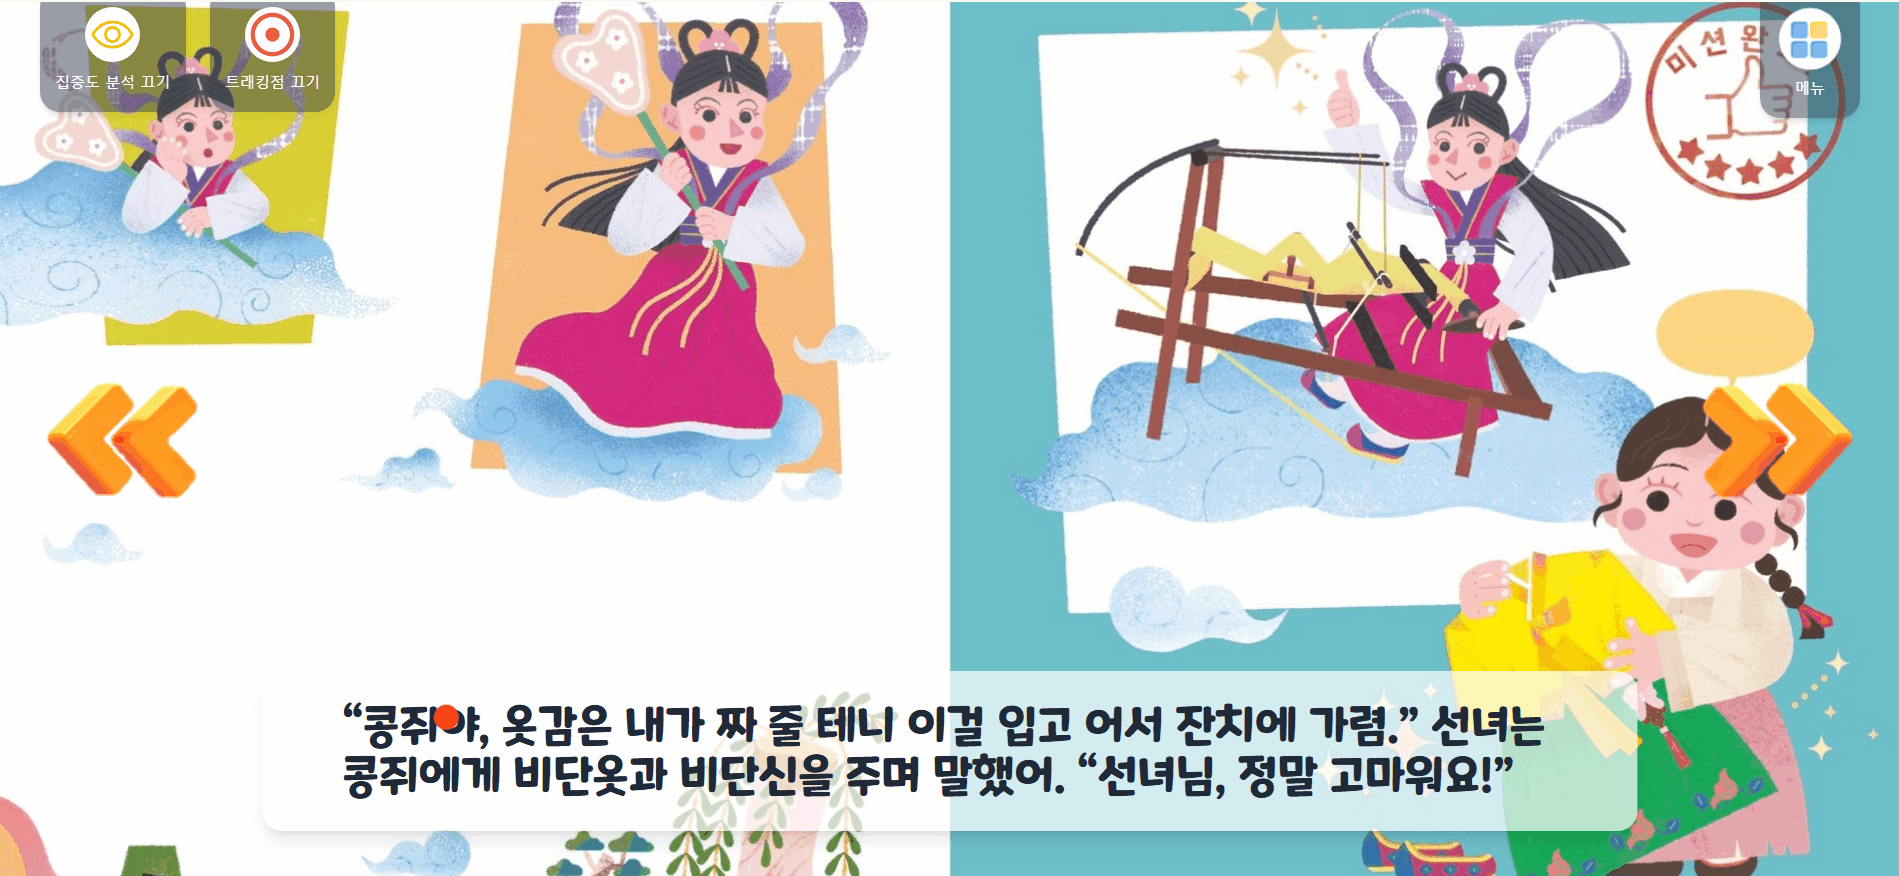 집중도 분석 끄기
트래킹점 끄기
메뉴
미션완
“콩쥐야, 옷감은 내가 짜 줄 테니 이걸 입고 어서 잔치에 가렴.” 선녀는
콩쥐에게 비단옷과 비단신을 주며 말했어. “선녀님, 정말 고마워요!”